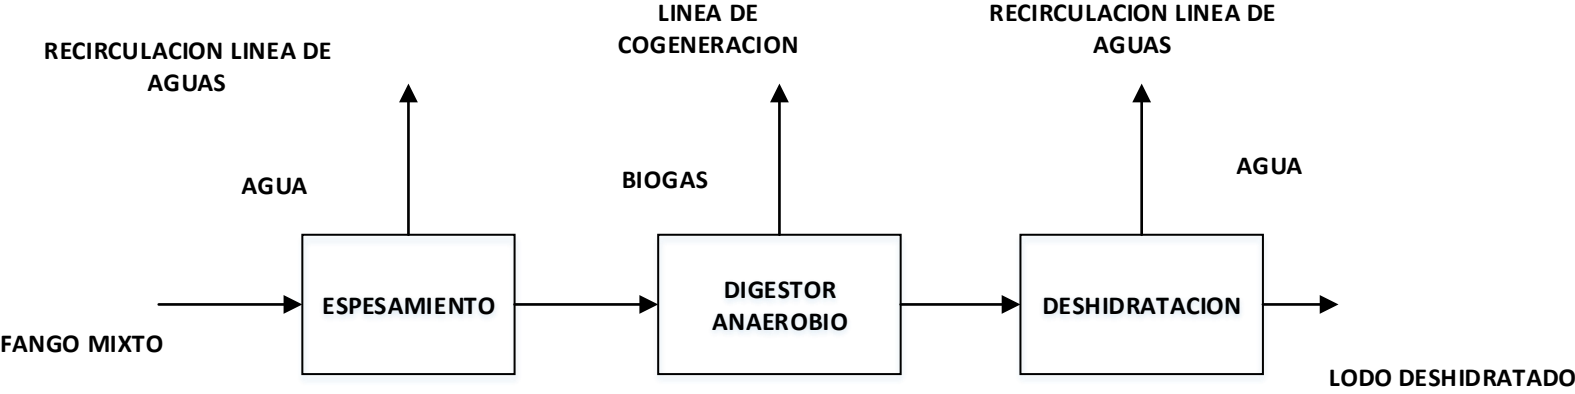 RECIRCULACION LINEA DE
AGUAS
LINEA DE
COGENERACION
RECIRCULACION LINEA DE
AGUAS
AGUA
BIOGAS
AGUA
FANGO MIXTO
ESPESAMIENTO
DIGESTOR
ANAEROBIO
DESHIDRATACION
LODO DESHIDRATADO